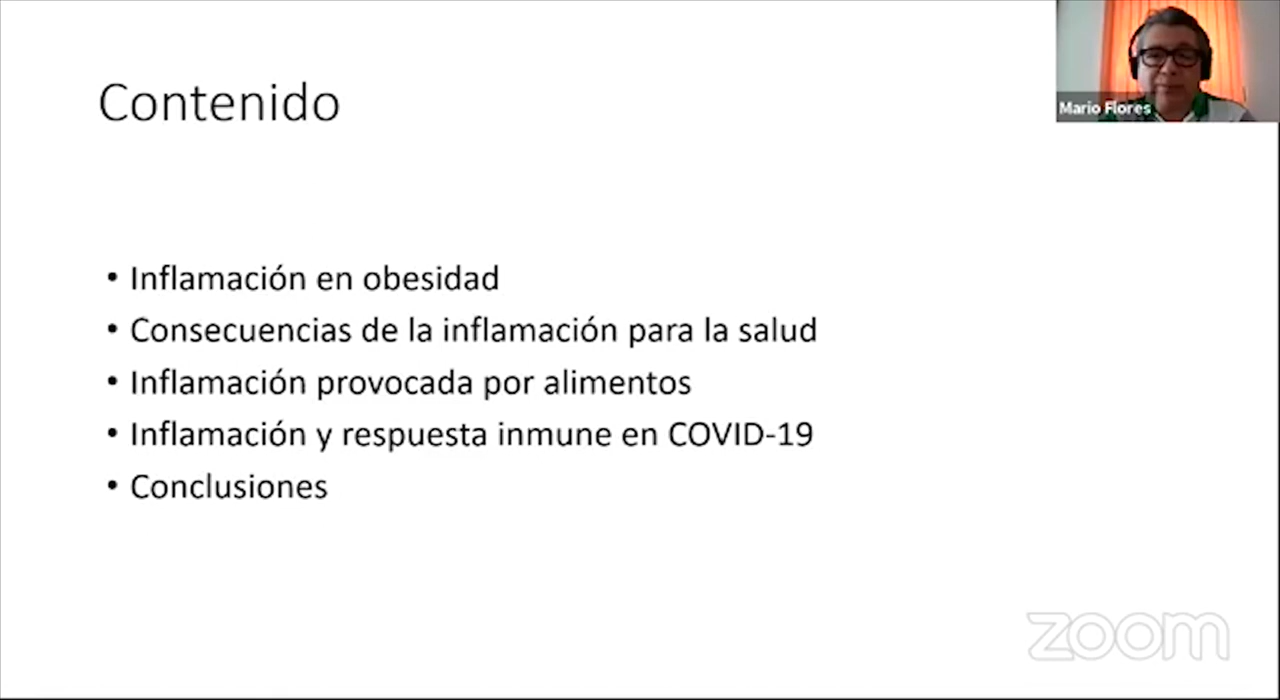 Contenido
Mario Flores
• Inflamación en obesidad
• Consecuencias de la inflamación para la salud
• Inflamación provocada por alimentos
• Inflamación y respuesta inmune en COVID-19
• Conclusiones
zoom